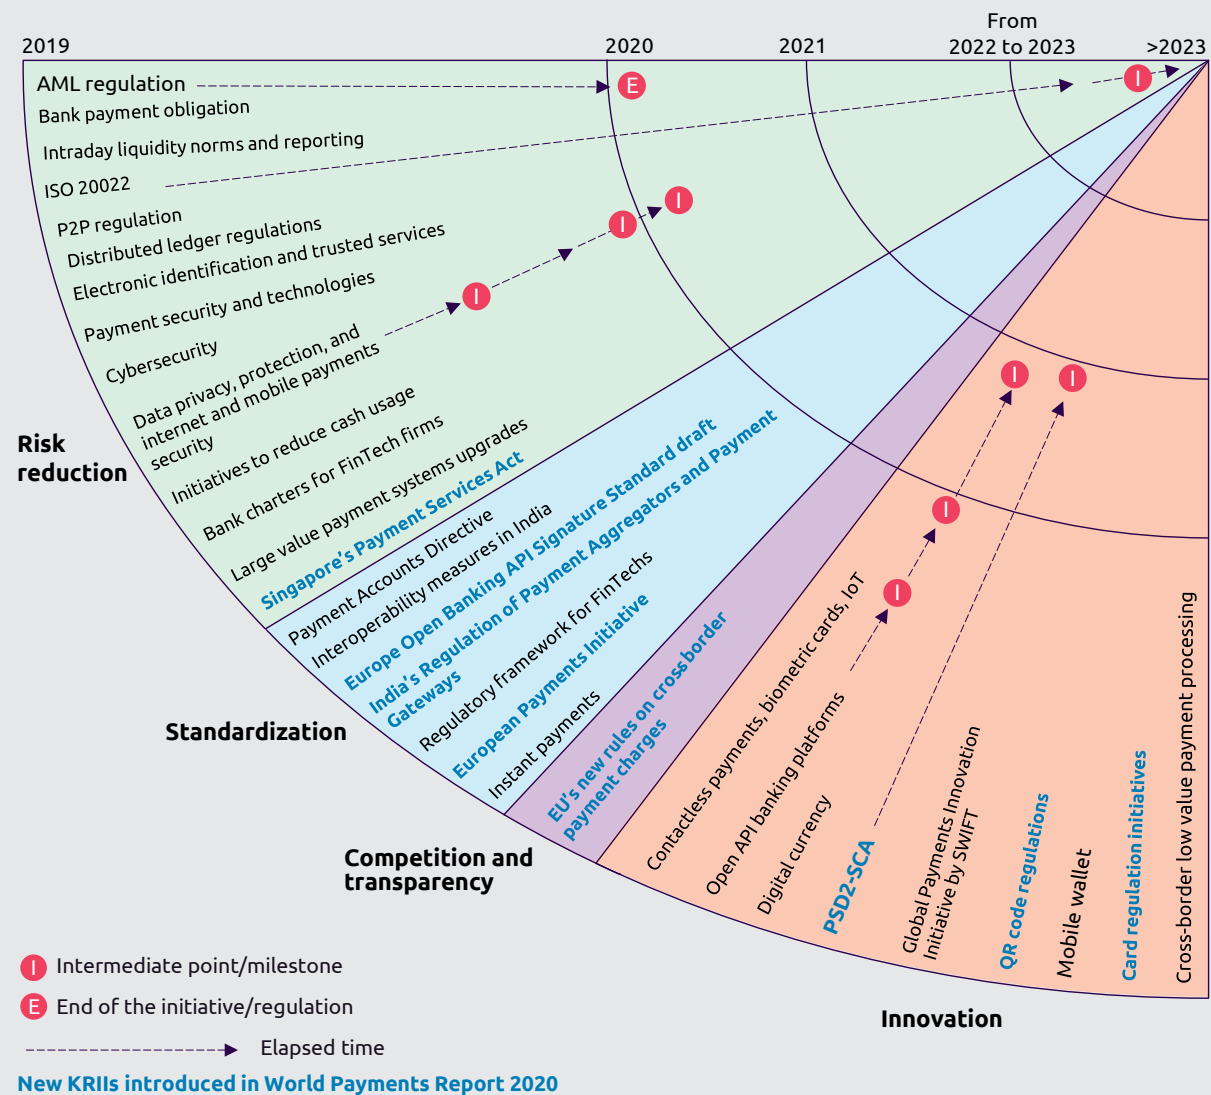 From
2019
2020
2021
2022 to 2023
>2023
AML regulation
E
I
Bank payment obligation
Intraday liquidity norms and reporting
ISO 20022
P2P regulation
Distributed ledger regulations
Electronic identification and trusted services
Payment security and technologies
Cybersecurity
Data privacy, protection, and
internet and mobile payments
security
I
I
I
Initiatives to reduce cash usage
Bank charters for FinTech firms
Large value payment systems upgrades
Singapore's Payment Services Act
Risk
reduction
Payment Accounts Directive
Interoperability measures in India
Europe Open Banking API Signature Standard draft
India's Regulation of Payment Aggregators and Payment
Gateways
Regulatory framework for FinTechs
European Payments Initiative
Instant payments
Standardization
EU's new rules on cross-border
payment charges
Competition and
transparency
Contactless payments, biometric cards, IoT
Open API banking platforms
I
I
I
Digital currency
PSD2-SCA
I
Global Payments Innovation
Initiative by SWIFT
QR code regulations
Mobile wallet
Card regulation initiatives
Cross-border low value payment processing
Innovation
I Intermediate point/milestone
E End of the initiative/regulation
Elapsed time
New KRIIs introduced in World Payments Report 2020